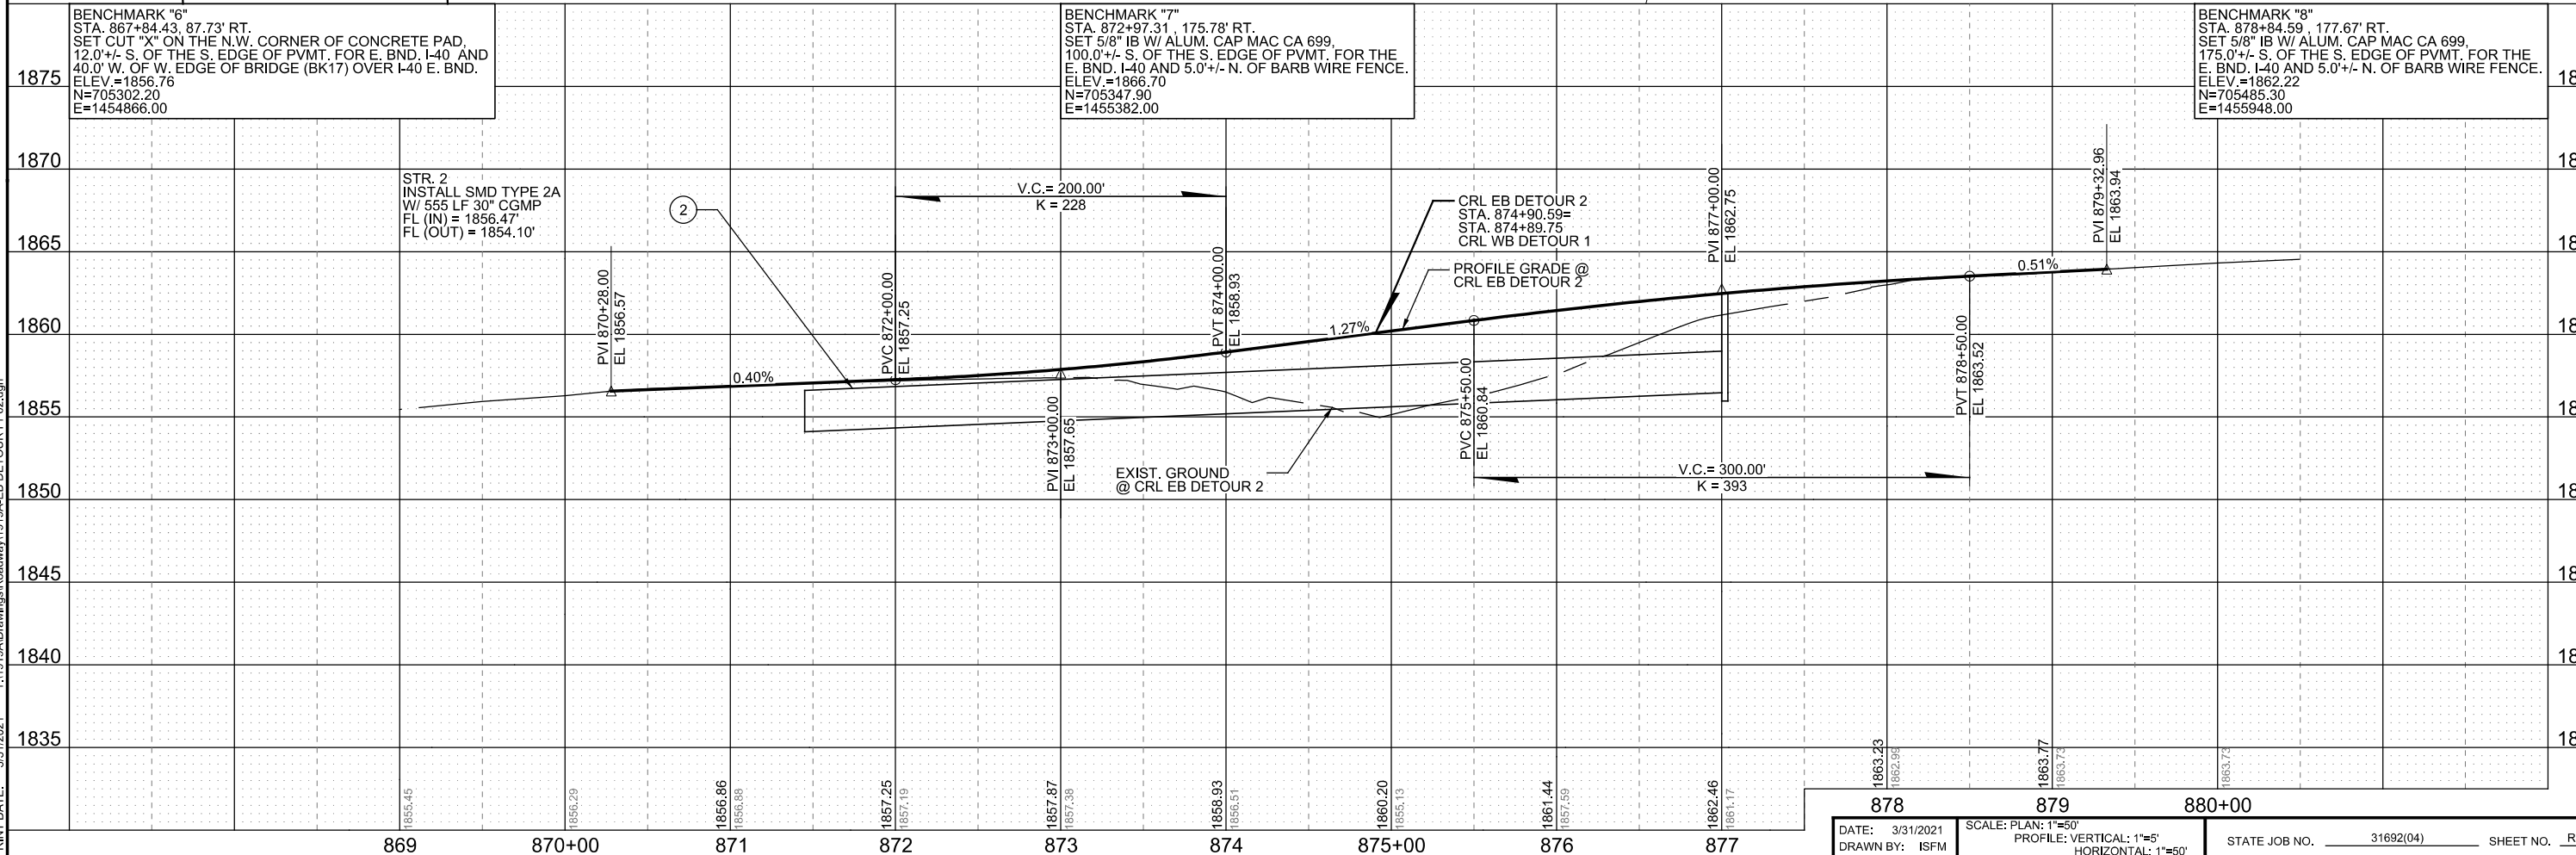 BENCHMARK "6"
STA. 867+84.43, 87.73' RT.
SET CUT "X" ON THE N.W. CORNER OF CONCRETE PAD,
12.0'+/- S. OF THE S. EDGE OF PVMT. FOR E. BND. I-40 AND
40.0' W. OF W. EDGE OF BRIDGE (BK17) OVER I-40 E. BND.
ELEV.=1856.76
N=705302.20
E=1454866.00
BENCHMARK "7"
STA. 872+97.31 , 175.78' RT.
SET 5/8" IB W/ ALUM. CAP MAC CA 699,
100.0'+/- S. OF THE S. EDGE OF PVMT. FOR THE
E. BND. I-40 AND 5.0'+/- N. OF BARB WIRE FENCE.
ELEV.=1866.70
N=705347.90
E=1455382.00
BENCHMARK "8"
STA. 878+84.59 , 177.67' RT.
SET 5/8" IB W/ ALUM. CAP MAC CA 699,
175.0'+/- S. OF THE S. EDGE OF PVMT. FOR THE
E. BND. I-40 AND 5.0'+/- N. OF BARB WIRE FENCE.
ELEV.=1862.22
N=705485.30
E=1455948.00
1875
1870
1865
1860
1855
1850
1845
1840
1835
STR. 2
INSTALL SMD TYPE 2A
W/ 555 LF 30" CGMP
FL (IN) = 1856.47'
FL (OUT) = 1854.10'
2
PVI 870+28.00
EL 1856.57
0.40%
PVC 872+00.00
EL 1857.25
V.C.= 200.00'
K = 228
PVI 873+00.00
EL 1857.65
PVT 874+00.00
EL 1858.93
1.27%
CRL EB DETOUR 2
STA. 874+90.59=
STA. 874+89.75
CRL WB DETOUR 1
PROFILE GRADE @
CRL EB DETOUR 2
EXIST. GROUND
@ CRL EB DETOUR 2
PVC 875+50.00
EL 1860.84
V.C.= 300.00'
K = 393
PVI 877+00.00
EL 1862.75
PVT 878+50.00
EL 1863.52
0.51%
PVI 879+32.96
EL 1863.94
1855.45
1856.29
1856.86
1856.88
1857.25
1857.19
1857.87
1857.38
1858.93
1856.51
1860.20
1855.13
1861.44
1857.59
1862.46
1861.17
1863.23
1862.99
1863.77
1863.73
1863.73
869
870+00
871
872
873
874
875+00
876
877
878
879
880+00
DATE: 3/31/2021
DRAWN BY: ISFM
SCALE: PLAN: 1"=50'
PROFILE: VERTICAL: 1"=5'
HORIZONTAL: 1"=50'
STATE JOB NO. 31692(04)
SHEET NO.